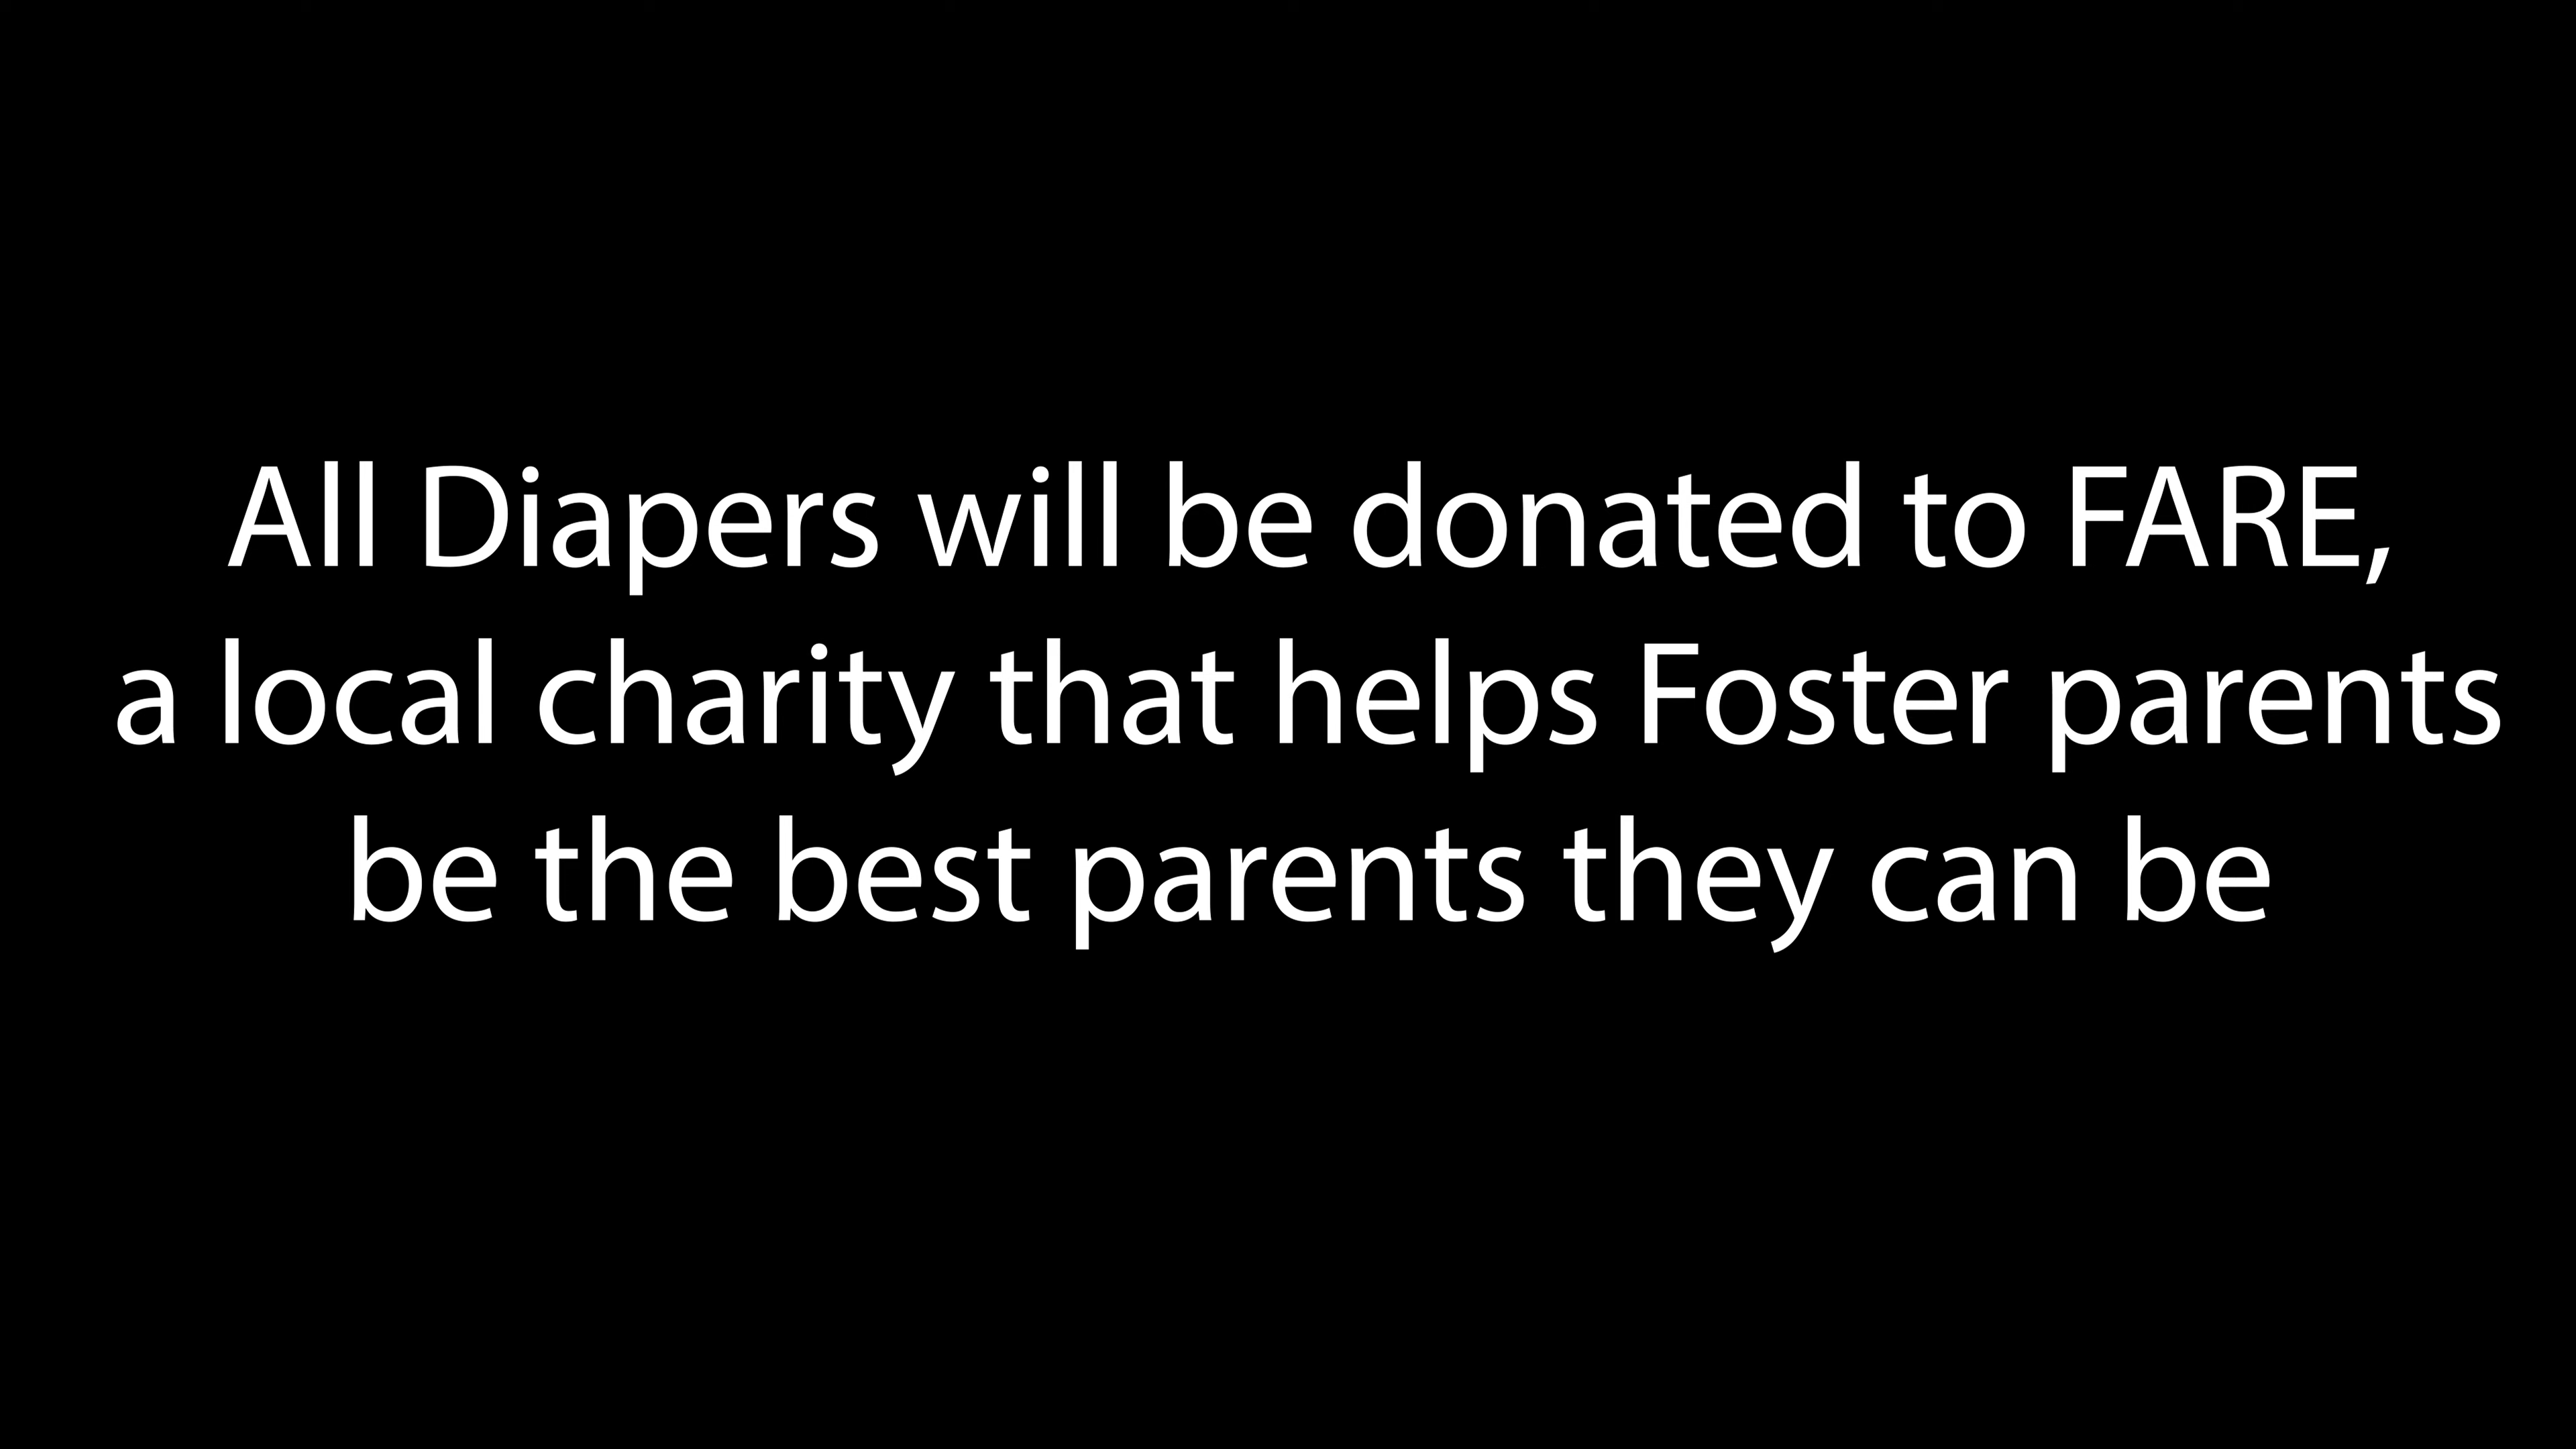 All Diapers will be donated to FARE,
a local charity that helps Foster parents
be the best parents they can be